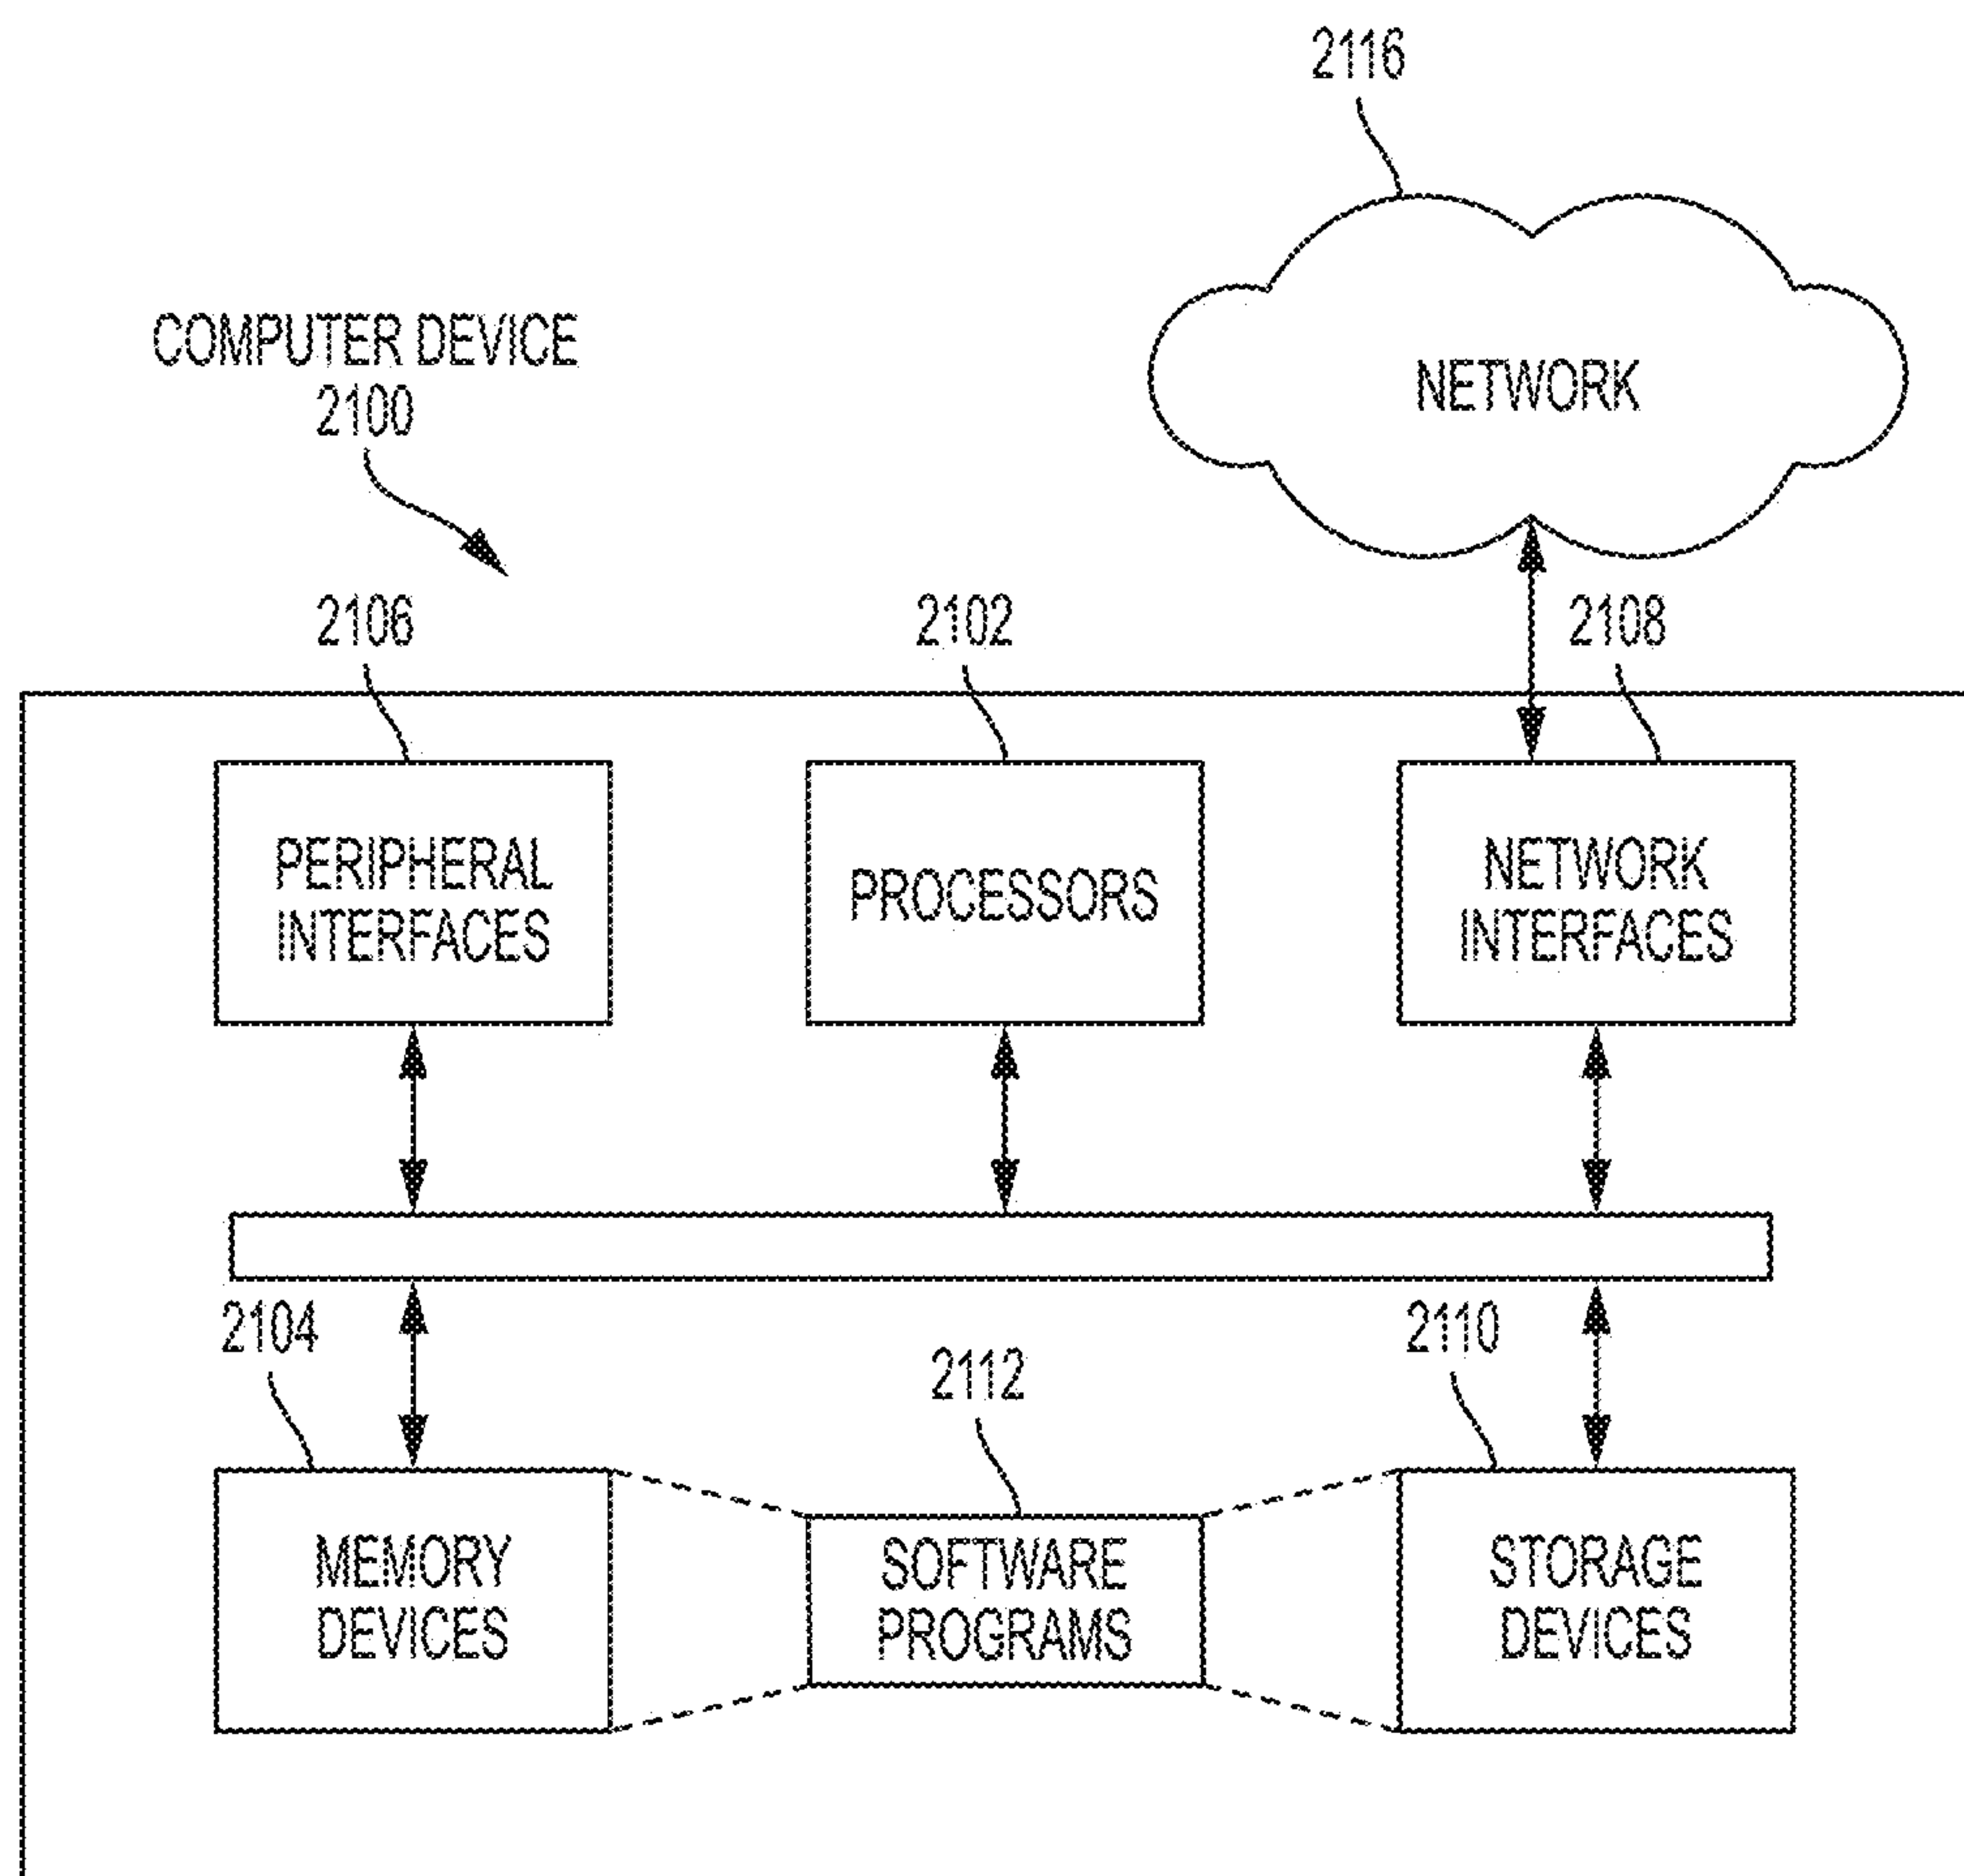 2116
COMPUTER DEVICE
2100
NETWORK
2106
2102
2108
PERIPHERAL
INTERFACES
PROCESSORS
NETWORK
INTERFACES
2104
2112
2110
MEMORY
DEVICES
SOFTWARE
PROGRAMS
STORAGE
DEVICES